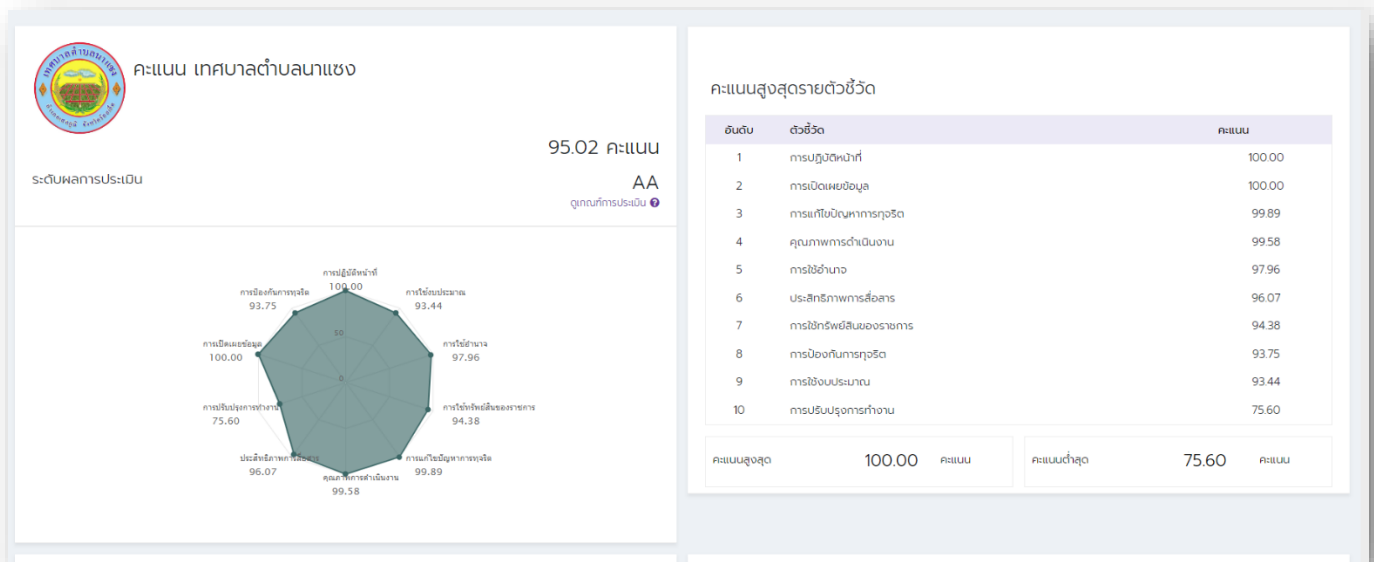 เทศบาลตำบลนาแซง
คะแนน เทศบาลตำบลนาแซง
95.02 คะแนน
ระดับผลการประเมิน
AA
ดูเกณฑ์การประเมิน
การปฏิบัติหน้าที่
100.00
การป้องกันการทุจริต
93.75
การใช้งบประมาณ
93.44
50
การเปิดเผยข้อมูล
100.00
การใช้อำนาจ
97.96
0
การปรับปรุงการทำงาน
75.60
การใช้ทรัพย์สินของราชการ
94.38
ประสิทธิภาพการสื่อสาร
96.07
การแก้ไขปัญหาการทุจริต
99.89
คุณภาพการดำเนินงาน
99.58
คะแนนสูงสุดรายตัวชี้วัด
อันดับ ตัวชี้วัด คะแนน
1 การปฏิบัติหน้าที่ 100.00
2 การเปิดเผยข้อมูล 100.00
3 การแก้ไขปัญหาการทุจริต 99.89
4 คุณภาพการดำเนินงาน 99.58
5 การใช้อำนาจ 97.96
6 ประสิทธิภาพการสื่อสาร 96.07
7 การใช้ทรัพย์สินของราชการ 94.38
8 การป้องกันการทุจริต 93.75
9 การใช้งบประมาณ 93.44
10 การปรับปรุงการทำงาน 75.60
คะแนนสูงสุด 100.00 คะแนน
คะแนนต่ำสุด 75.60 คะแนน